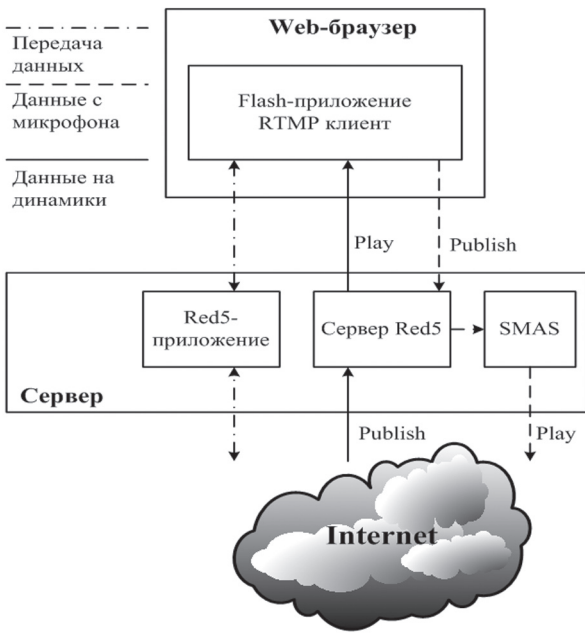 Web-браузер
Передача
данных
Данные с
микрофона
Данные на
динамики
Flash-приложение
RTMP клиент
Play
Publish
Red5-
приложение
Сервер Red5
SMAS
Сервер
Publish
Play
Internet